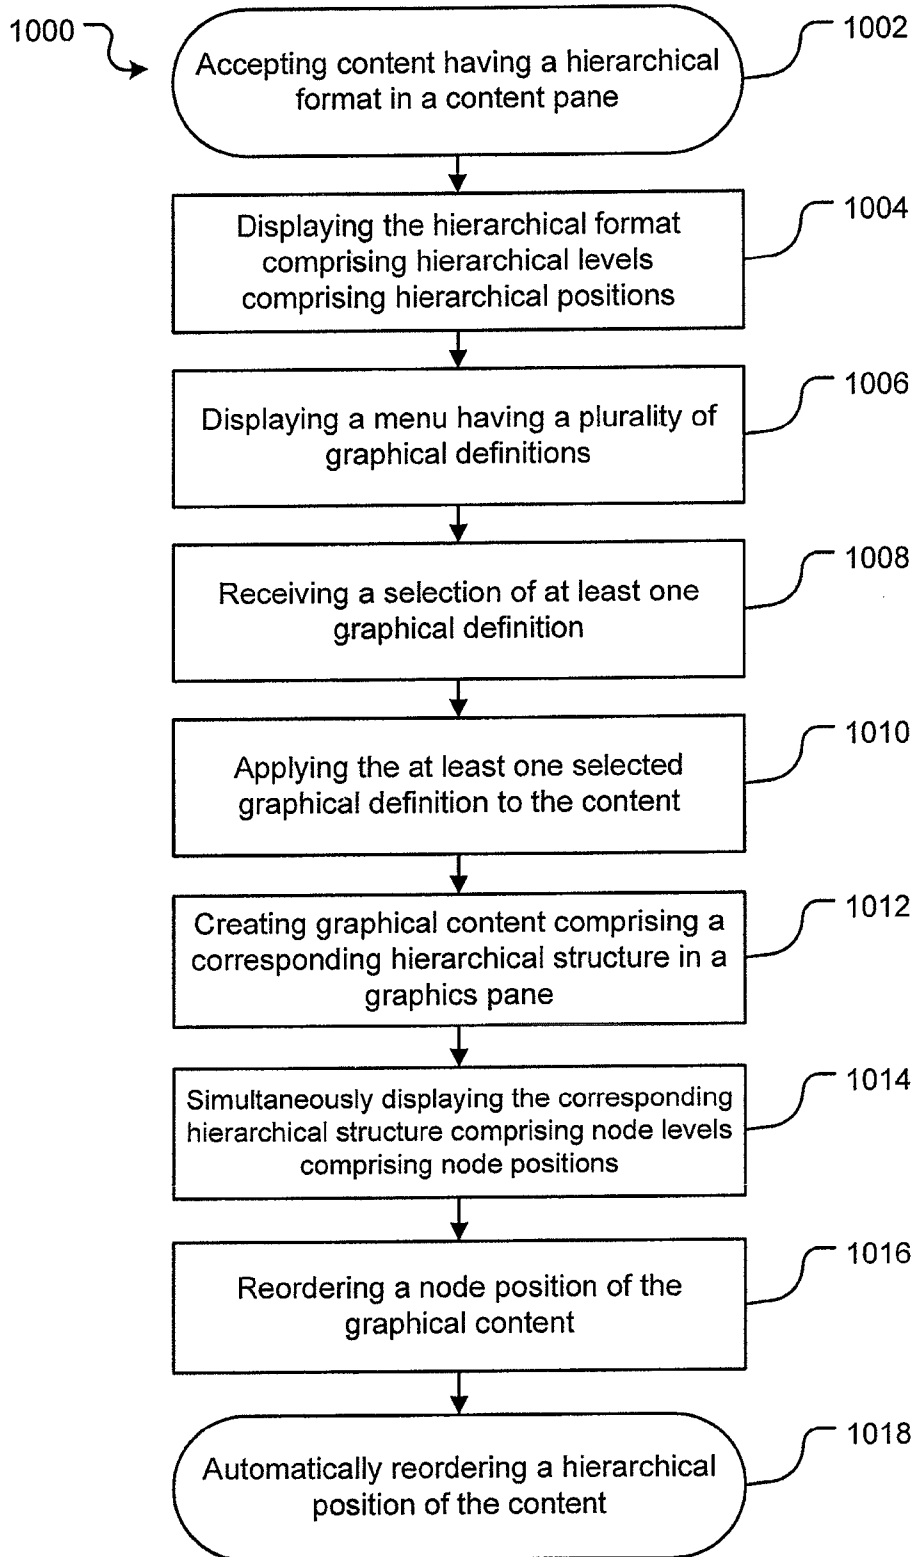 1000
Accepting content having a hierarchical
format in a content pane
1002
Displaying the hierarchical format
comprising hierarchical levels
comprising hierarchical positions
1004
Displaying a menu having a plurality of
graphical definitions
1006
Receiving a selection of at least one
graphical definition
1008
Applying the at least one selected
graphical definition to the content
1010
Creating graphical content comprising a
corresponding hierarchical structure in a
graphics pane
1012
Simultaneously displaying the corresponding
hierarchical structure comprising node levels
comprising node positions
1014
Reordering a node position of the
graphical content
1016
Automatically reordering a hierarchical
position of the content
1018